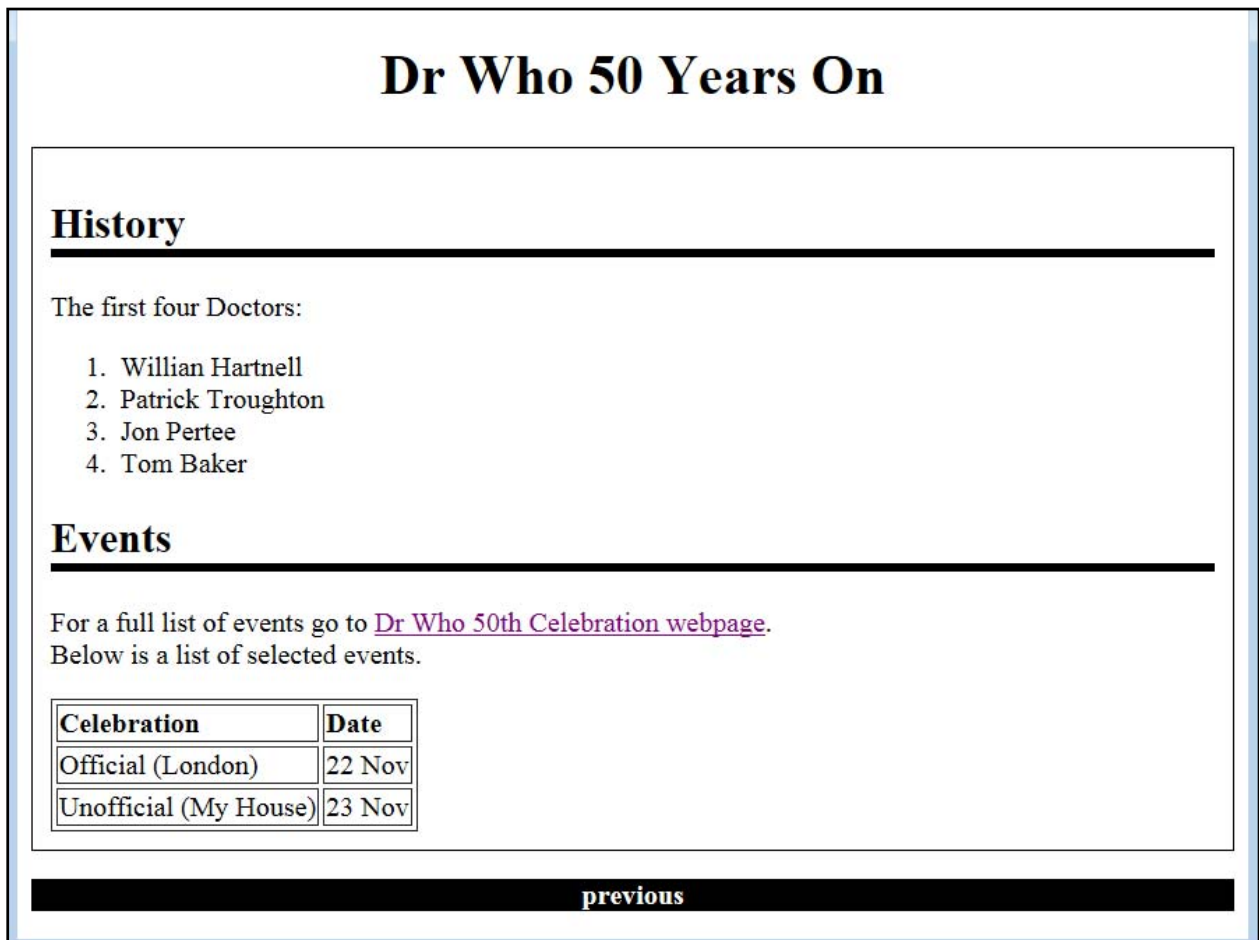 Dr Who 50 Years On
History
The first four Doctors:
1. Willian Hartnell
2. Patrick Troughton
3. Jon Pertee
4. Tom Baker
Events
For a full list of events go to Dr Who 50th Celebration webpage.
Below is a list of selected events.
Celebration Date
Official (London) 22 Nov
Unofficial (My House) 23 Nov
previous